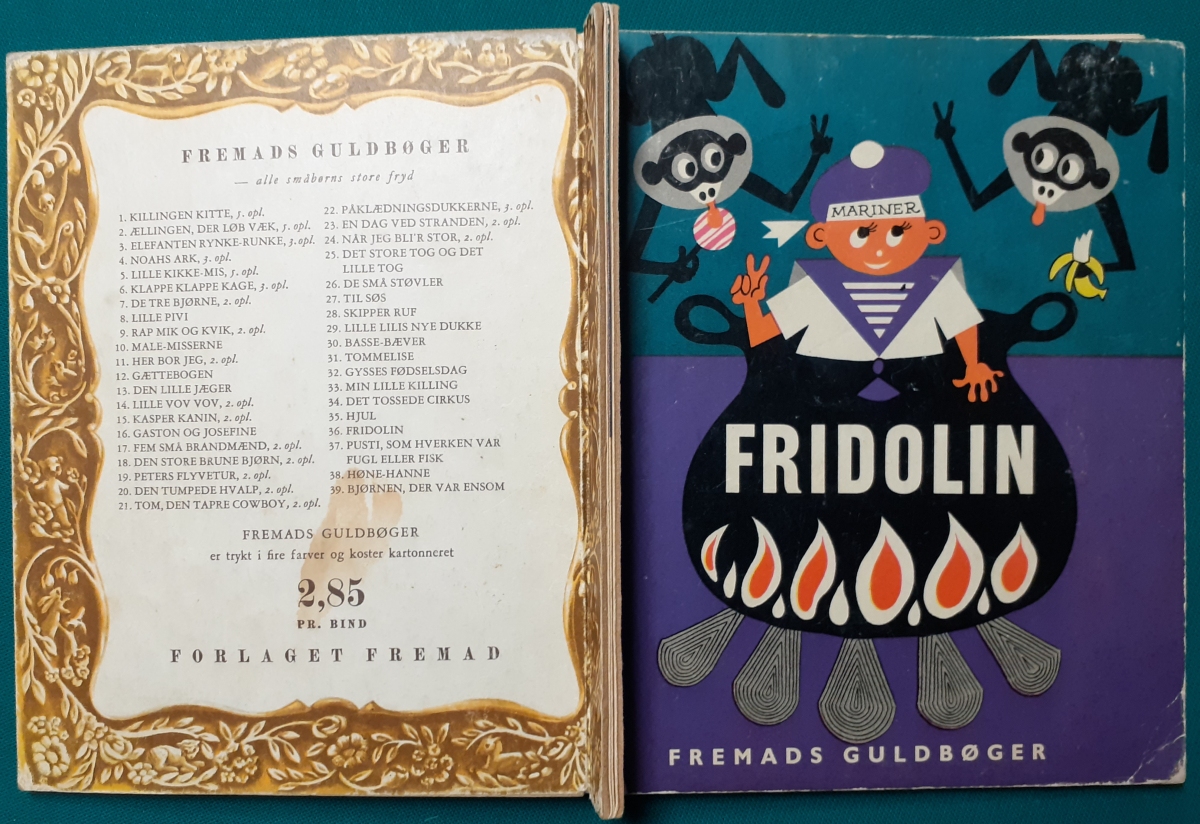 FREMADS GULDBØGER
— alle småbørns store fryd
1. KILLINGEN KITTE, 5. opl.
2. ÆLLINGEN, DER LØB VÆK, 5. opl.
3. ELEFANTEN RYNKE-RUNKE, 3. opl.
4. NOAHS ARK, 3. opl.
5. LILLE KIKKE-MIS, 5. opl.
6. KLAPPE KLAPPE KAGE, 3. opl.
7. DE TRE BJØRNE, 2. opl.
8. LILLE PIVI
9. RAP MIK OG KVIK, 2. opl.
10. MALE-MISSERNE
11. HER BOR JEG, 2. opl.
12. GÆTTEBOGEN
13. DEN LILLE JÆGER
14. LILLE VOV VOV, 2. opl.
15. KASPER KANIN, 2. opl.
16. GASTON OG JOSEFINE
17. FEM SMÅ BRANDMÆND, 2. opl.
18. DEN STORE BRUNE BJØRN, 2. opl.
19. PETERS FLYVETUR, 2. opl.
20. DEN TUMPEDE HVALP, 2. opl.
21. TOM, DEN TAPRE COWBOY, 2. opl.
22. PÅKLÆDNINGSDUKKERNE, 3. opl.
23. EN DAG VED STRANDEN, 2. opl.
24. NÅR JEG BLI'R STOR, 2. opl.
25. DET STORE TOG OG DET
LILLE TOG
26. DE SMÅ STØVLER
27. TIL SØS
28. SKIPPER RUF
29. LILLE LILIS NYE DUKKE
30. BASSE-BÆVER
31. TOMMELISE
32. GYSSES FØDSELSDAG
33. MIN LILLE KILLING
34. DET TOSSEDE CIRKUS
35. HJUL
36. FRIDOLIN
37. PUSTI, SOM HVERKEN VAR
FUGL ELLER FISK
38. HØNE-HANNE
39. BJØRNEN, DER VAR ENSOM
FREMADS GULDBØGER
er trykt i fire farver og koster kartonneret
2,85
PR. BIND
FORLAGET FREMAD
MARINER
FRIDOLIN
FREMADS GULDBØGER